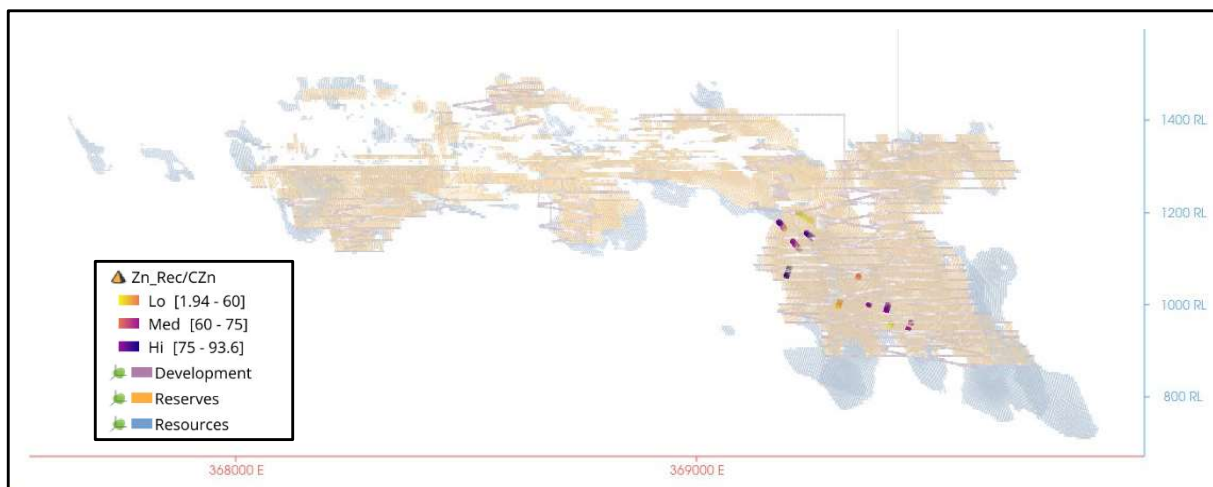 1400 RL
1200 RL
Zn_Rec/CZn
Lo [1.94 - 60]
Med [60 - 75]
Hi [75 - 93.6]
Development
Reserves
Resources
1000 RL
800 RL
368000 E
369000 E